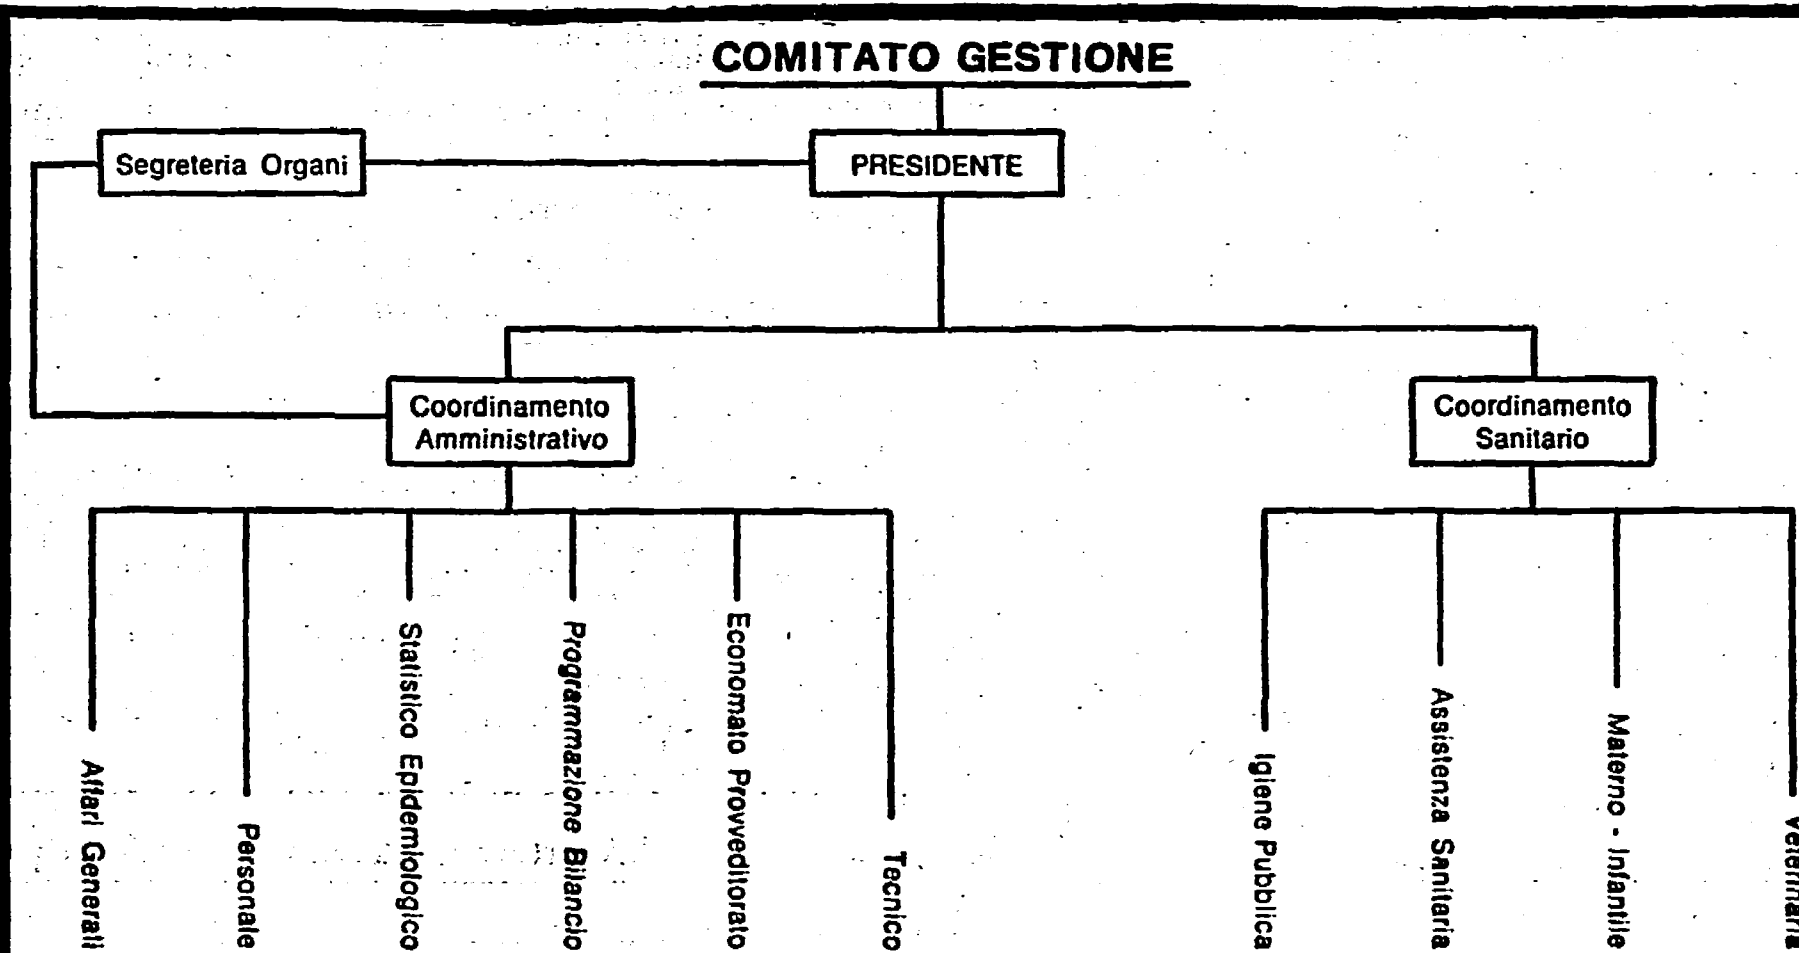 COMITATO GESTIONE
Segreteria Organi
PRESIDENTE
Coordinamento
Amministrativo
Coordinamento
Sanitario
Affari Generali
Personale
Statistico Epidemiologico
Programmazione Bilancio
Economato Provveditorato
Tecnico
Igiene Pubblica
Assistenza Sanitaria
Materno - Infantile
Veterinaria